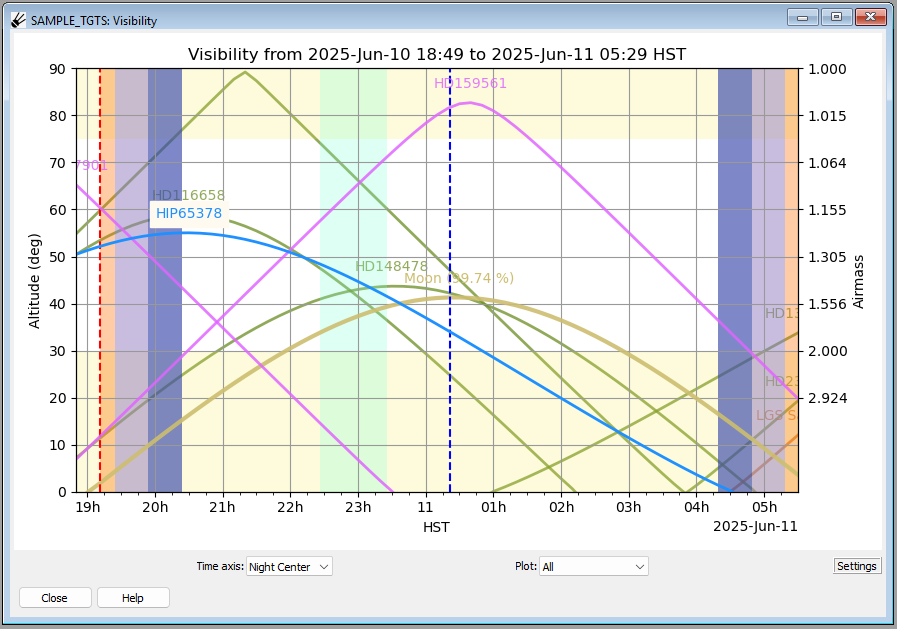 SAMPLE_TGTS: Visibility
Visibility from 2025-Jun-10 18:49 to 2025-Jun-11 05:29 HST
90 1.000
HD159561
80 1.015
70 1.064
7901
HD116658
60 1.155
HIP65378
50 1.305
HD148478
Moon (99.74 %)
Altitude (deg)
Airmass
40 1.556
HD13
30 2.000
HD23
20 2.924
LGS S
10
0
19h 20h 21h 22h 23h 11 01h 02h 03h 04h 05h
HST
2025-Jun-11
Time axis: Night Center Plot: All Settings
Close Help